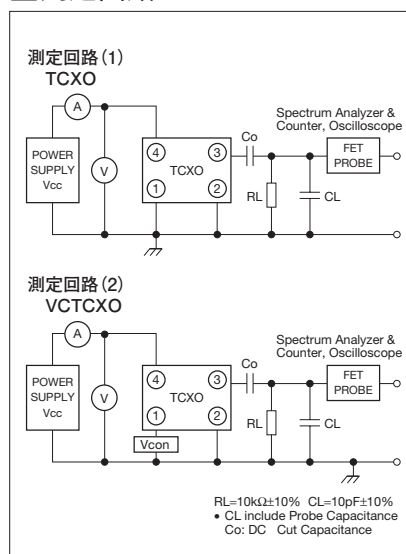 測定回路(1)
TCXO
A
Spectrum Analyzer &
Counter, Oscilloscope
POWER
SUPPLY
Vcc
V
4
3
TCXO
1
2
Co
RL
CL
FET
PROBE
測定回路(2)
VCTCXO
A
Spectrum Analyzer &
Counter, Oscilloscope
POWER
SUPPLY
Vcc
V
4
3
TCXO
1
2
Vcon
Co
RL
CL
FET
PROBE
RL=10kΩ±10% CL=10pF±10%
• CL include Probe Capacitance
Co: DC Cut Capacitance